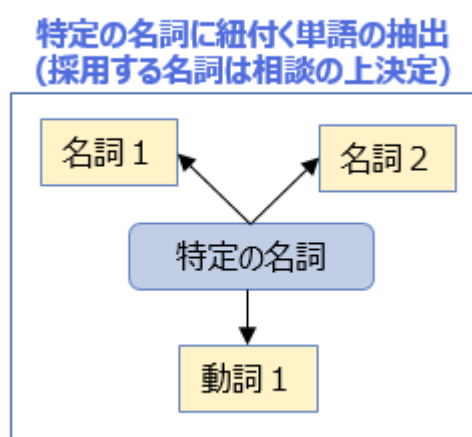 特定の名詞に紐付く単語の抽出
(採用する名詞は相談の上決定)
名詞１
名詞２
特定の名詞
動詞１